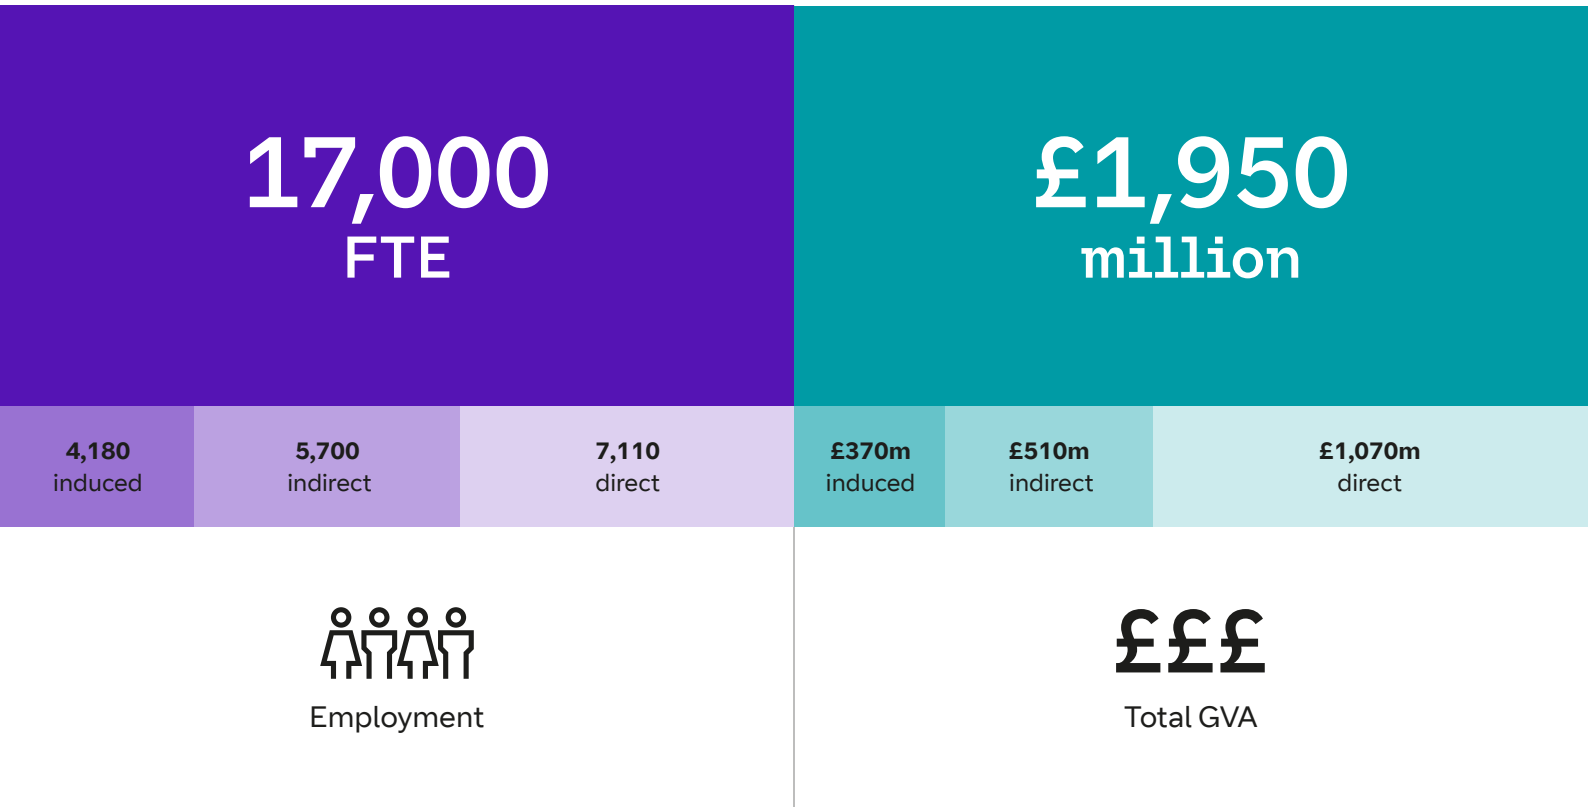 17,000
FTE
£1,950
million
4,180
induced
5,700
indirect
7,110
direct
£370m
induced
£510m
indirect
£1,070m
direct
Employment
£££
Total GVA